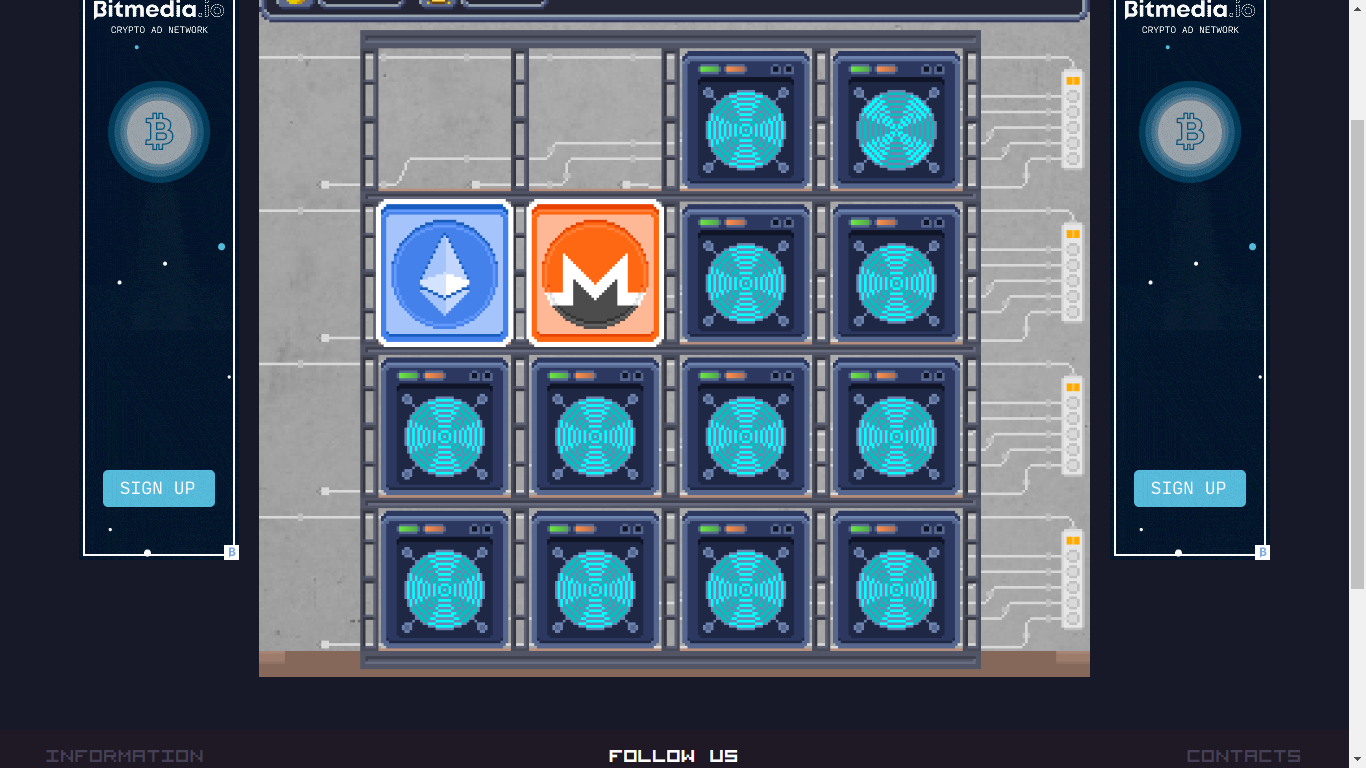 Bitmedia.io
CRYPTO AD NETWORK
SIGN UP
Bitmedia.io
CRYPTO AD NETWORK
SIGN UP
INFORMATION
FOLLOW US
CONTACTS